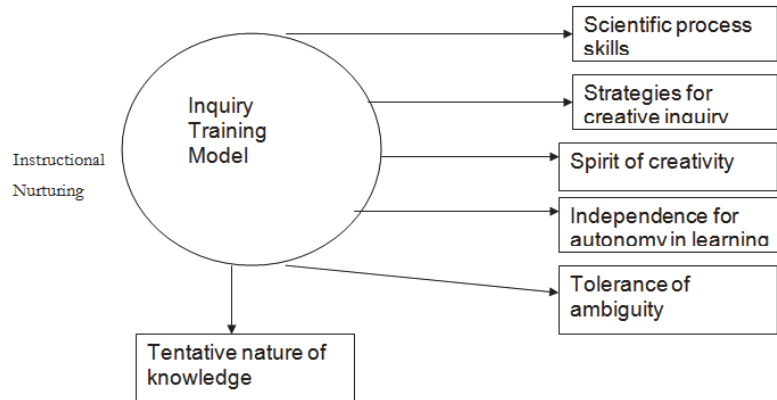 Scientific process
skills
Inquiry
Training
Model
Strategies for
creative inquiry
Instructional
Nurturing
Spirit of creativity
Independence for
autonomy in learning
Tolerance of
ambiguity
Tentative nature of
knowledge